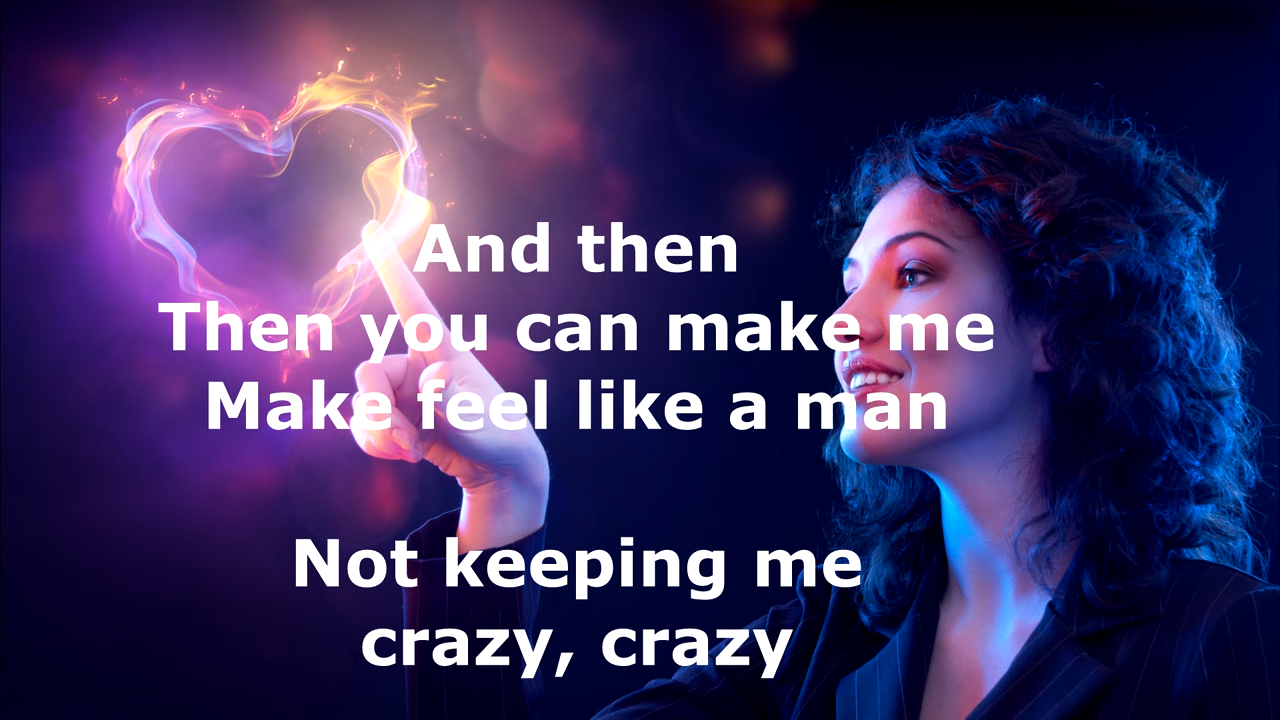 And then
Then you can make me
Make feel like a man
Not keeping me
crazy, crazy